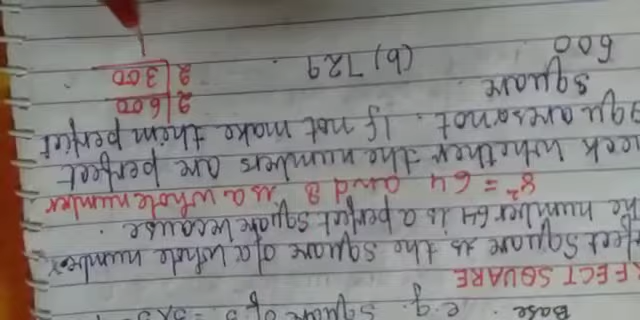 Base. e.g. Square of 5 = 5x5
FECT SQUARE
fect Square is the square of a whole number
he number 64 is a perfect square because
8² = 64 and 8 is a whole number
eck whether the numbers are perfect
quares or not. If not make them perfect
square
600 (b) 729
2 600
2 300